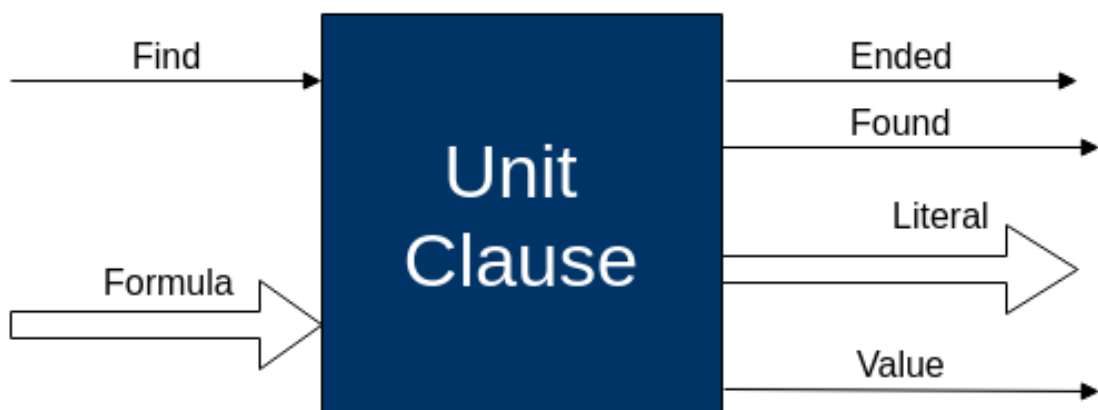 Find
Formula
Unit
Clause
Ended
Found
Literal
Value